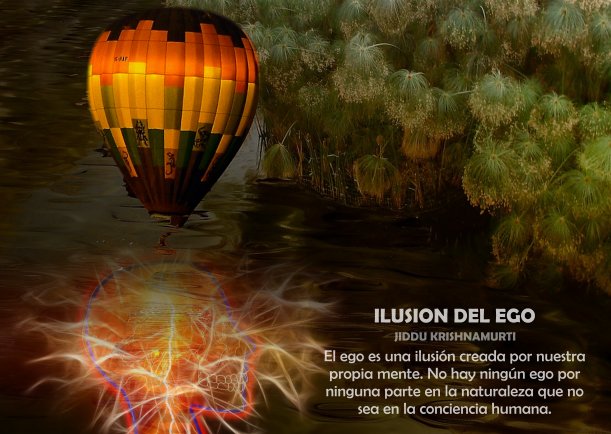 ILUSION DEL EGO
JIDDU KRISHNAMURTI
El ego es una ilusión creada por nuestra
propia mente. No hay ningún ego por
ninguna parte en la naturaleza que no
sea en la conciencia humana.